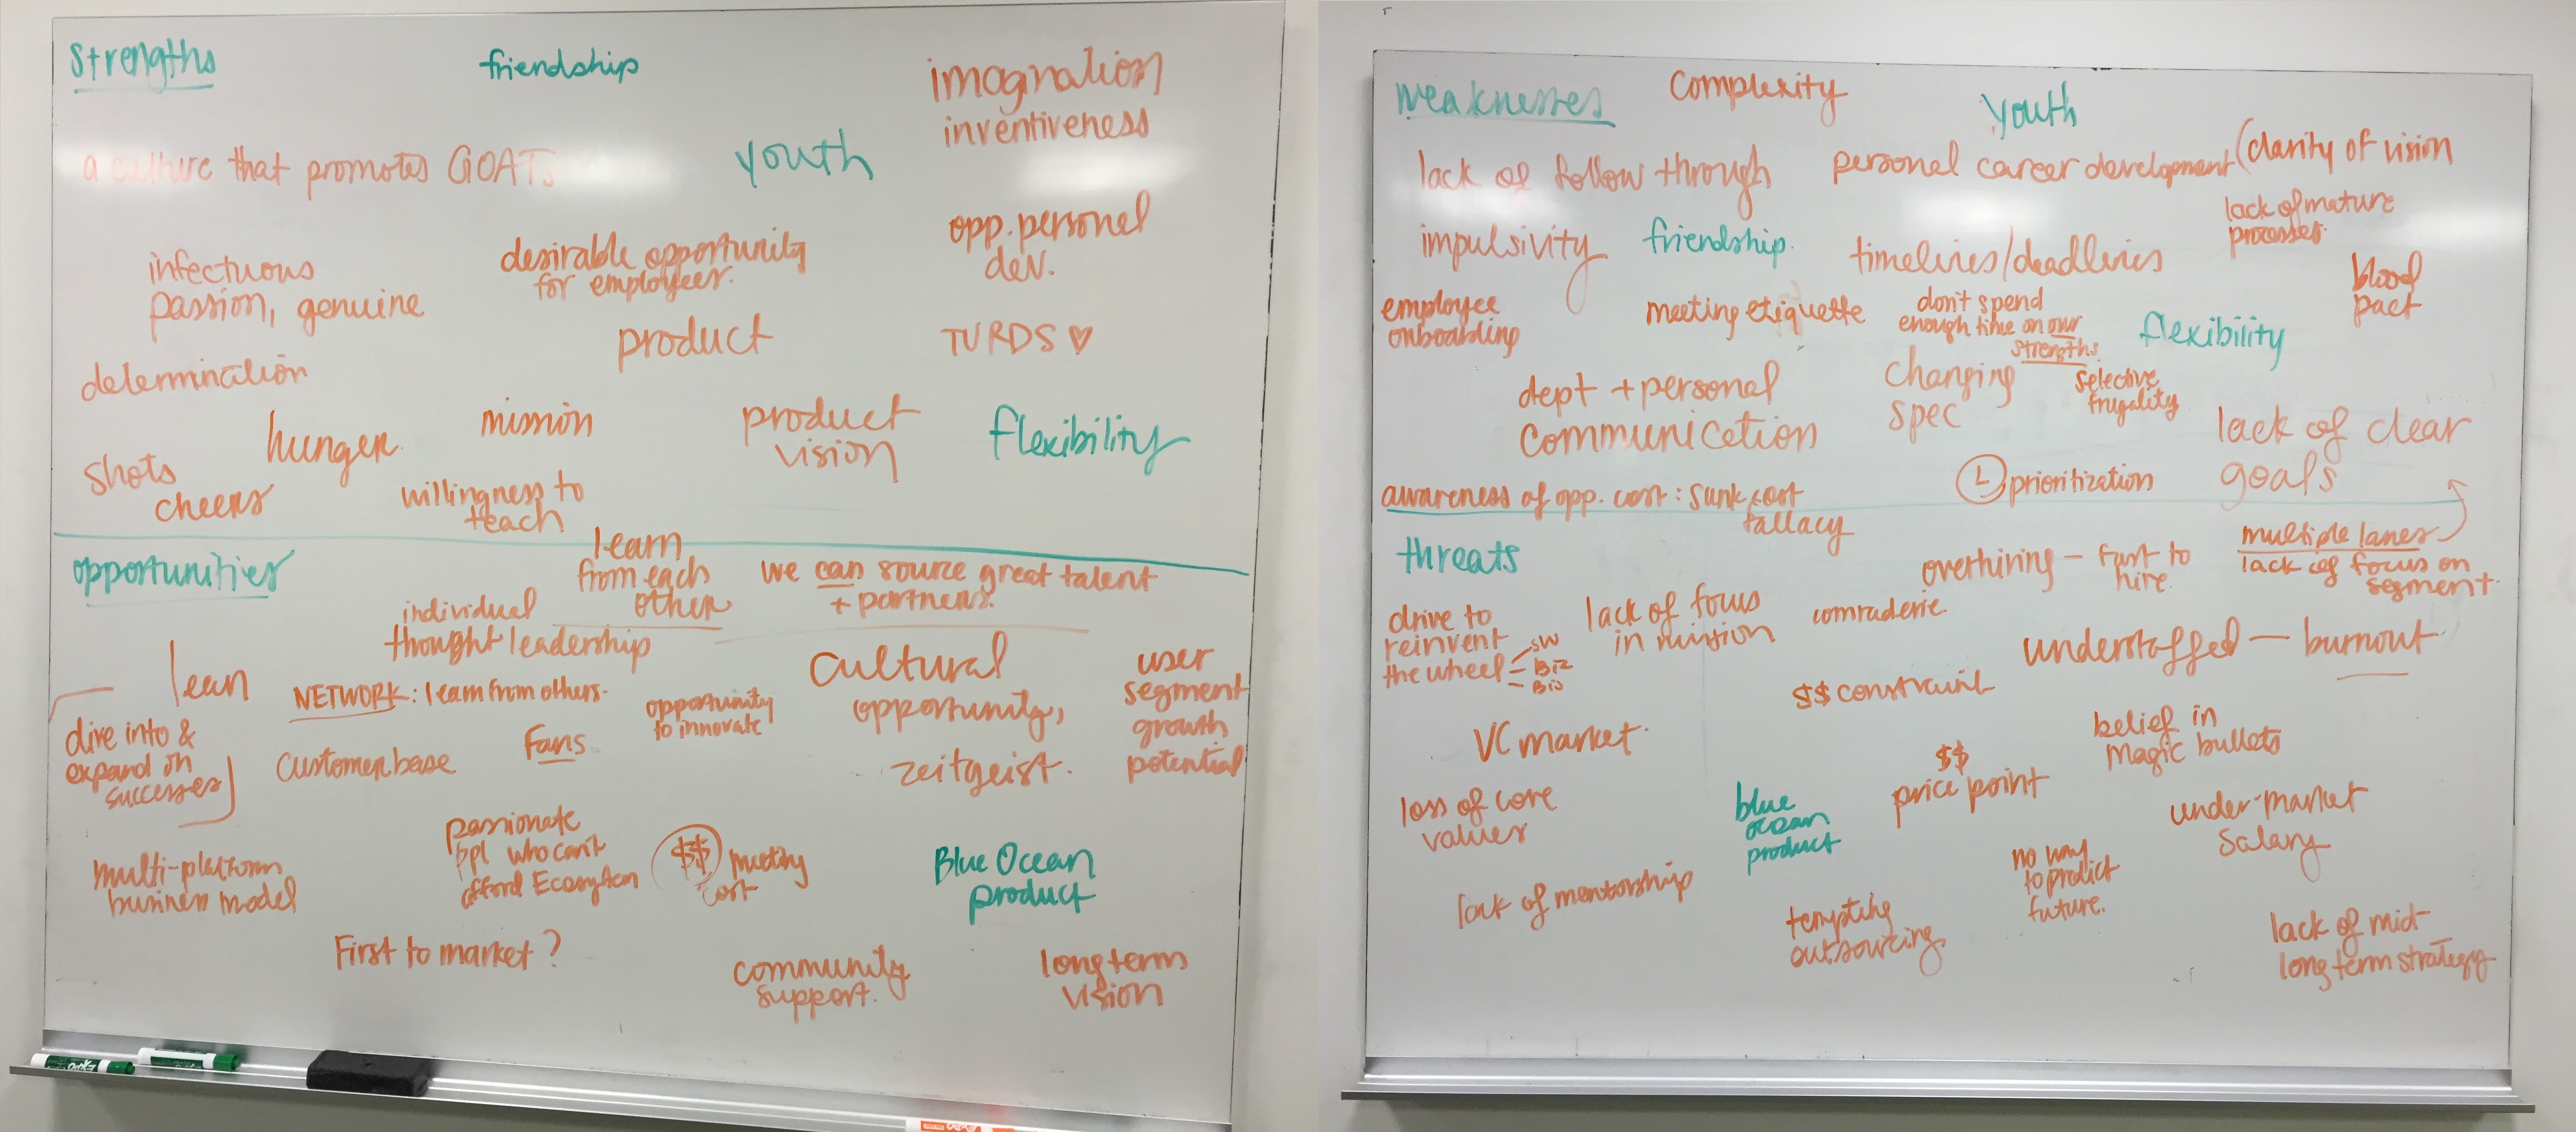 strengths
friendship
imagination
inventiveness
a culture that promotes GOATs
youth
infectuous
passion, genuine
desirable opportunity
for employees.
opp. personal
dev.
product
TURDS ♡
determination
hunger
mission
product
vision
flexibility
shots
cheers
willingness to
teach
opportunities
learn
from each
other
we can source great talent
+ partners.
individual
thought leadership
lean
NETWORK: learn from others.
opportunity
to innovate
cultural
opportunity,
zeitgeist.
user
segment
growth
potential
dive into &
expand on
successes
customer base
fans
multi-platform
business model
passionate
ppl who can't
afford Ecosystem
$$
cost
Blue Ocean
product
First to market?
community
support.
long term
vision
weaknesses
complexity
youth
lack of follow through
personal career development
(clarity of vision
lack of mature
processes.
impulsivity
friendship.
timelines/deadlines
blood
pact
employee
onboarding
meeting etiquette
don't spend
enough time on our
strengths
flexibility
dept + personal
communication
changing
spec
selective
frugality
lack of clear
goals
awareness of opp. cost: sunk cost
fallacy
L prioritization
threats
overhiring – fast to
hire.
multiple lanes
lack of focus on
segment.
drive to
reinvent
the wheel
– SW
– Biz
– Bio
lack of focus
in mission
comraderie.
understaffed — burnout.
$$ constraint
VC market.
$$
price point
belief in
Magic bullets
loss of core
values
blue
ocean
product
under-market
salary
lack of mentorship
tempting
outsourcing.
no way
to predict
future.
lack of mid-
long term strategy